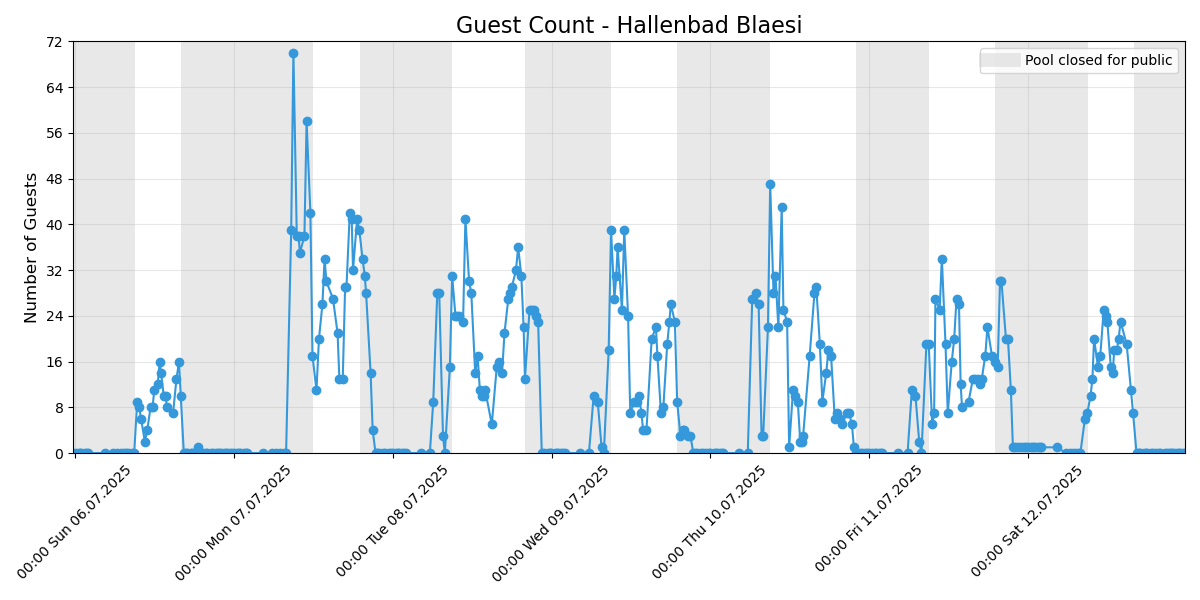 Guest Count - Hallenbad Blaesi
Pool closed for public
Number of Guests
72
64
56
48
40
32
24
16
8
0
00:00 Sun 06.07.2025
00:00 Mon 07.07.2025
00:00 Tue 08.07.2025
00:00 Wed 09.07.2025
00:00 Thu 10.07.2025
00:00 Fri 11.07.2025
00:00 Sat 12.07.2025